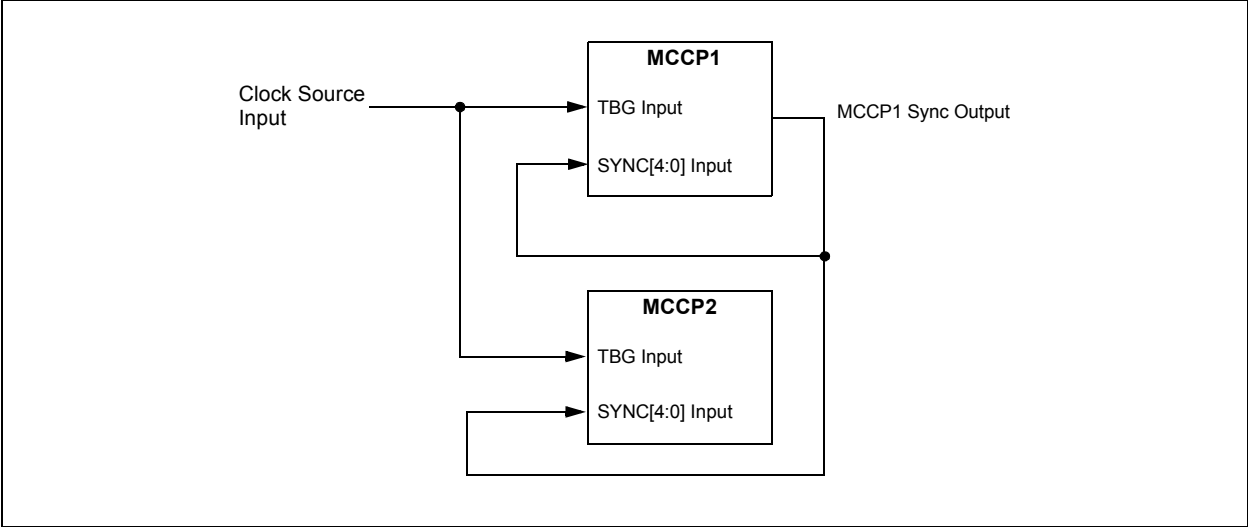 MCCP1
Clock Source
Input
TBG Input
MCCP1 Sync Output
SYNC[4:0] Input
MCCP2
TBG Input
SYNC[4:0] Input